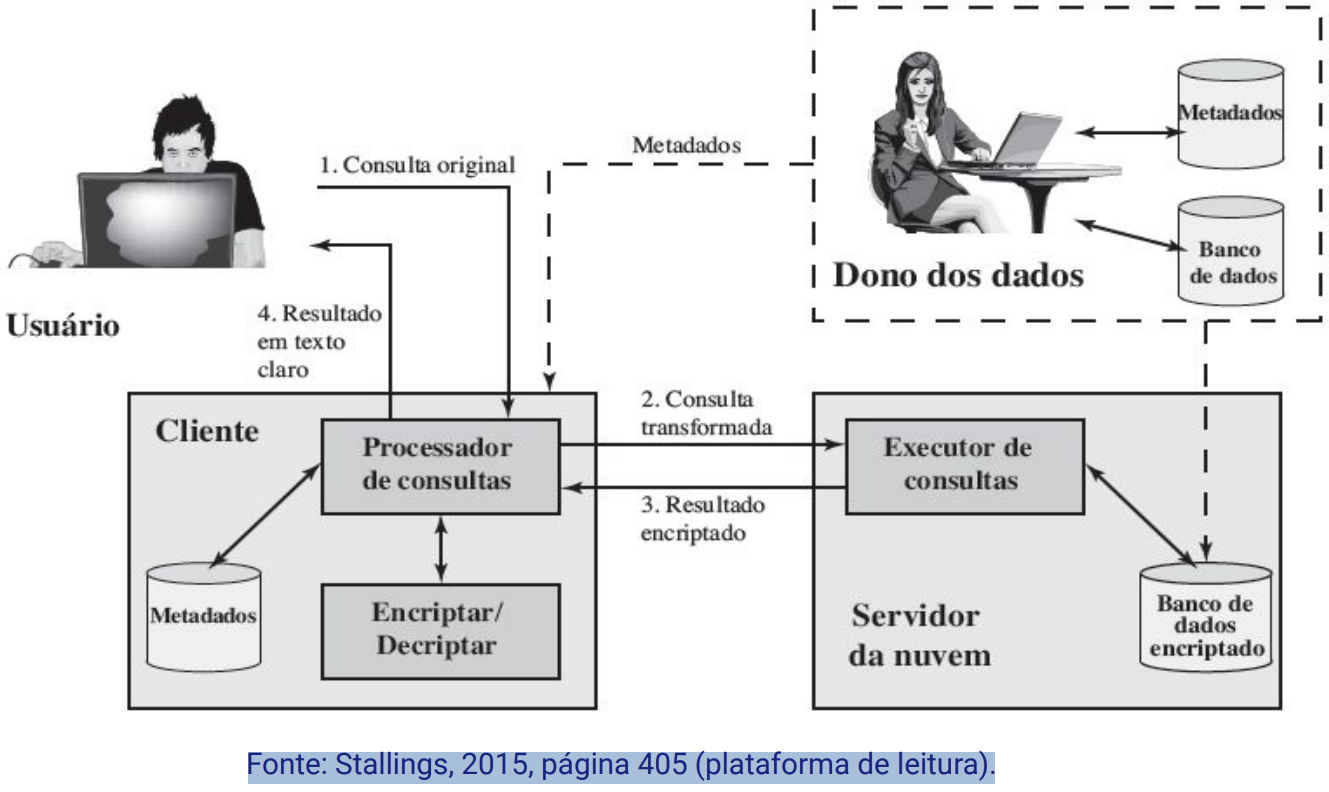 Metadados
Metadados
Banco
de dados
Dono dos dados
1. Consulta original
4. Resultado
em texto
claro
Usuário
Cliente
Processador
de consultas
2. Consulta
transformada
3. Resultado
encriptado
Executor de
consultas
Metadados
Encriptar/
Decriptar
Servidor
da nuvem
Banco de
dados
encriptado
Fonte: Stallings, 2015, página 405 (plataforma de leitura).